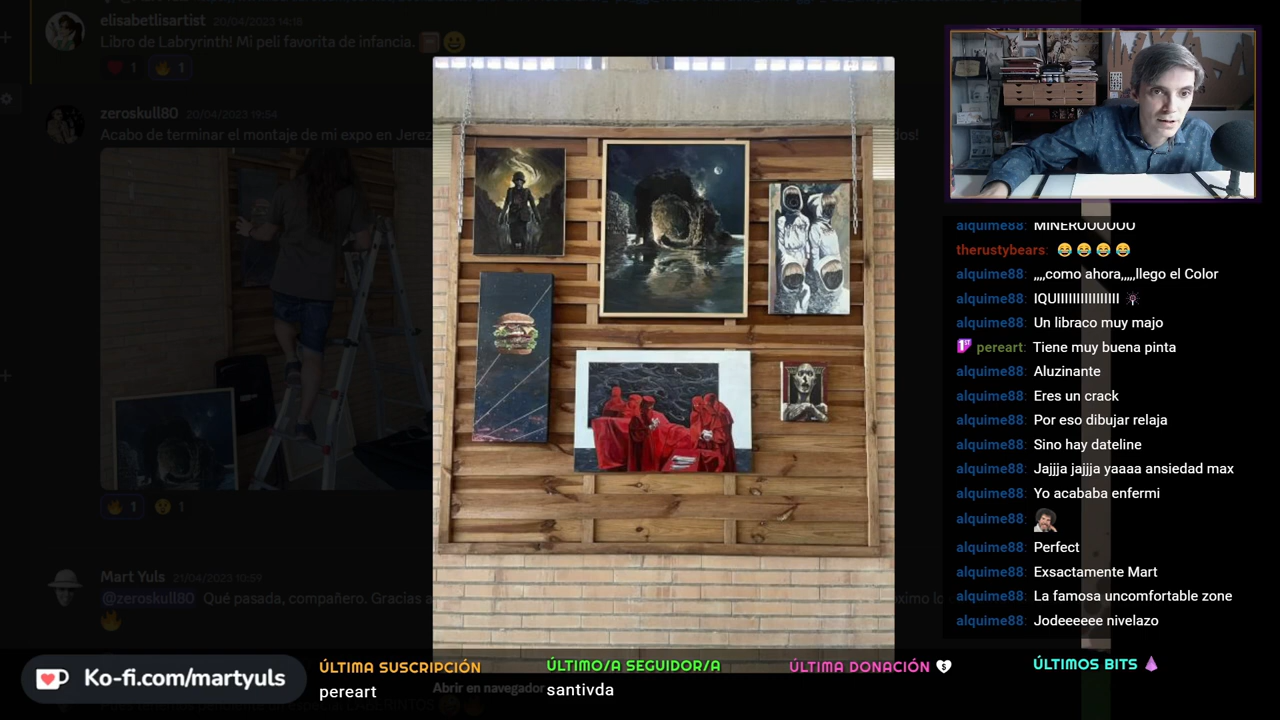 elisabetlisartist 20/04/2023 14:18
Libro de Labryrinth! Mi peli favorita de infancia.
1 1
zeroskull80 20/04/2023 19:54
Acabo de terminar el montaje de mi expo en Jerez
1 1
Mart Yuls 21/04/2023 10:59
@zeroskull80 Qué pasada, compañero. Gracias
Abrir en navegador
alquime88: MINEROOOOOO
therustybears:
alquime88: ,,,,como ahora,,,,,llego el Color
alquime88: IQUIIIIIIIIIIIIIIIII
alquime88: Un libraco muy majo
1ST pereart: Tiene muy buena pinta
alquime88: Aluzinante
alquime88: Eres un crack
alquime88: Por eso dibujar relaja
alquime88: Sino hay dateline
alquime88: Jajjja jajjja yaaaa ansiedad max
alquime88: Yo acababa enfermi
alquime88:
alquime88: Perfect
alquime88: Exsactamente Mart
alquime88: La famosa uncomfortable zone
alquime88: Jodeeeeee nivelazo
Ko-fi.com/martyuls
ÚLTIMA SUSCRIPCIÓN
pereart
ÚLTIMO/A SEGUIDOR/A
santivda
ÚLTIMA DONACIÓN
ÚLTIMOS BITS